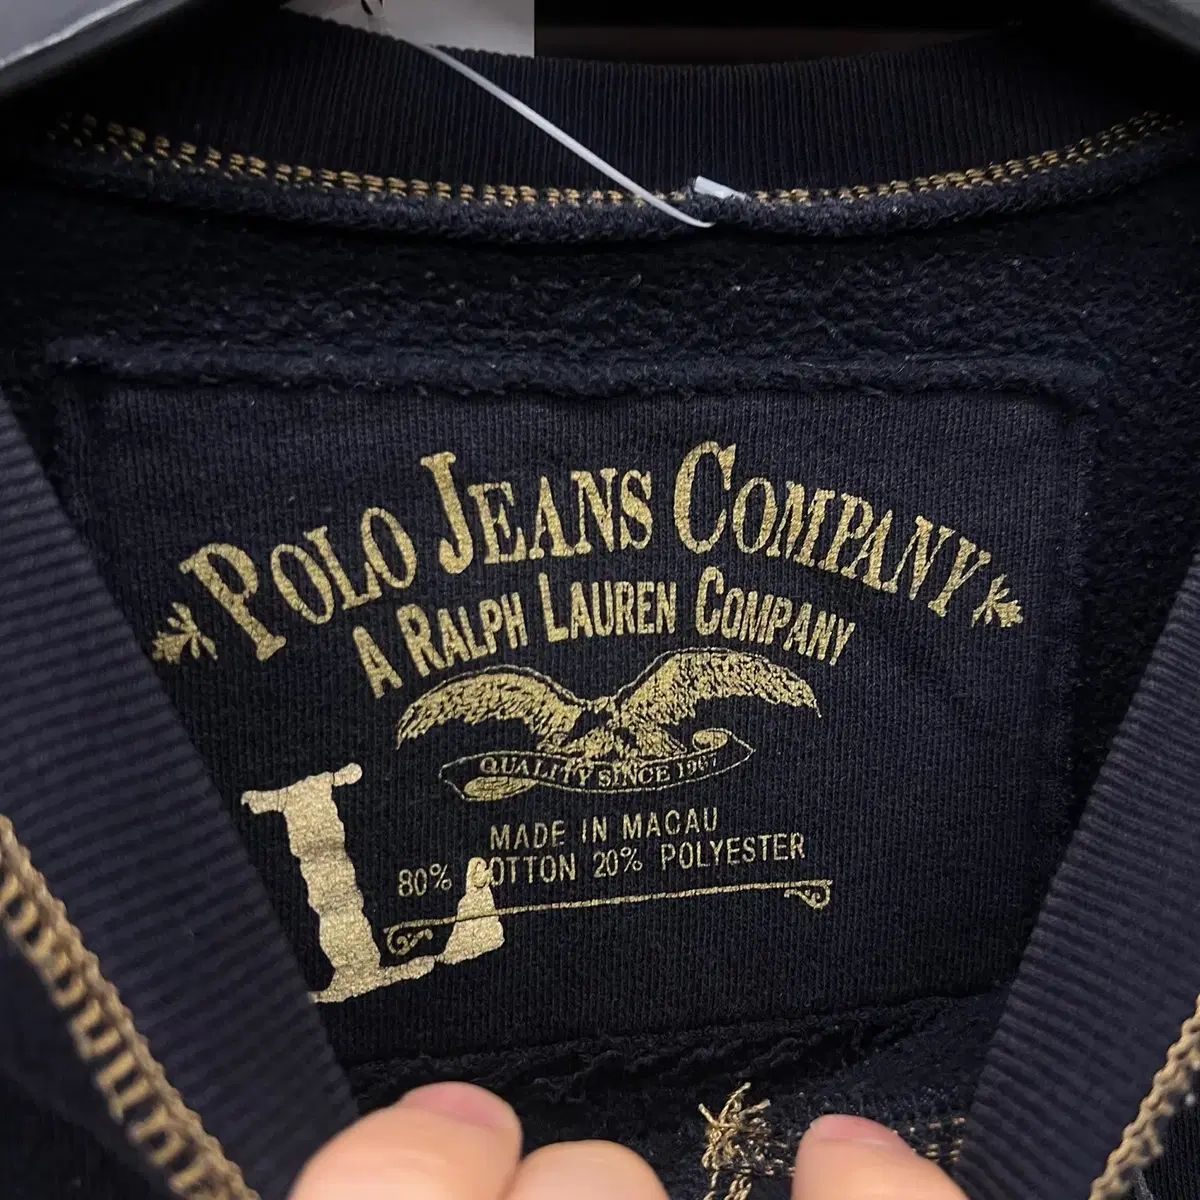 POLO JEANS COMPANY
A RALPH LAUREN COMPANY
QUALITY SINCE 1967
L
MADE IN MACAU
80% COTTON 20% POLYESTER